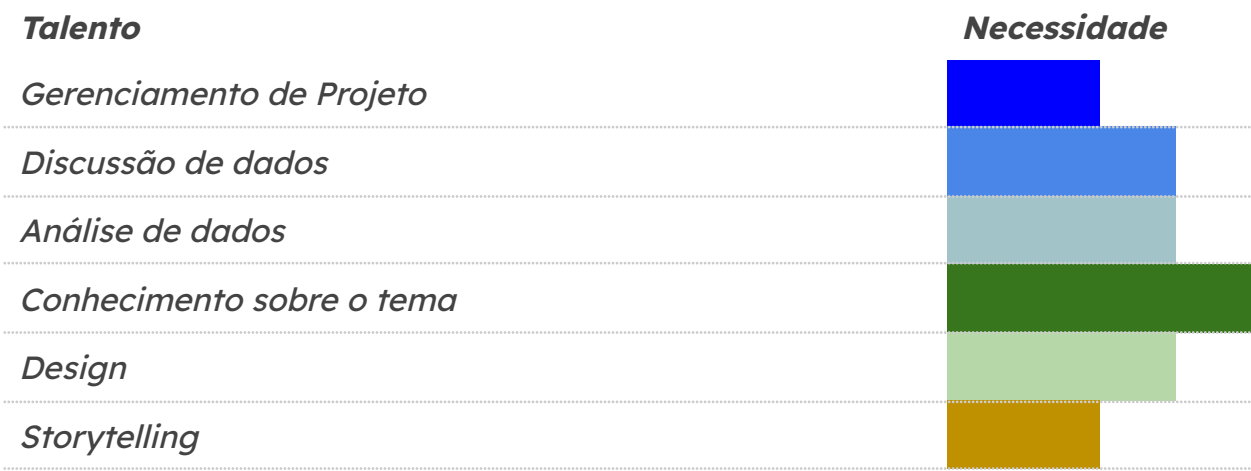 Talento Necessidade
Gerenciamento de Projeto
Discussão de dados
Análise de dados
Conhecimento sobre o tema
Design
Storytelling